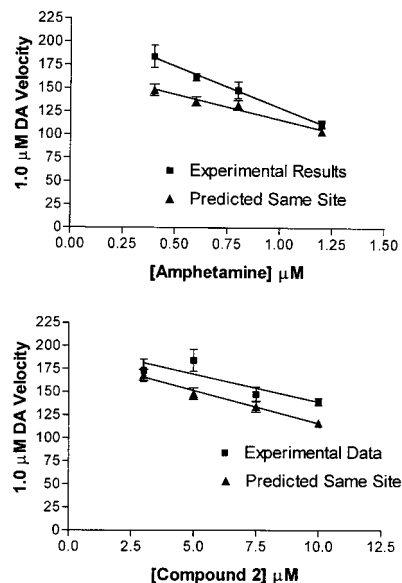 225
200
175
150
125
100
75
50
25
0
1.0 µM DA Velocity
Experimental Results
Predicted Same Site
0.00 0.25 0.50 0.75 1.00 1.25 1.50
[Amphetamine] µM
225
200
175
150
125
100
75
50
25
0
1.0 µM DA Velocity
Experimental Data
Predicted Same Site
0.0 2.5 5.0 7.5 10.0 12.5
[Compound 2] µM